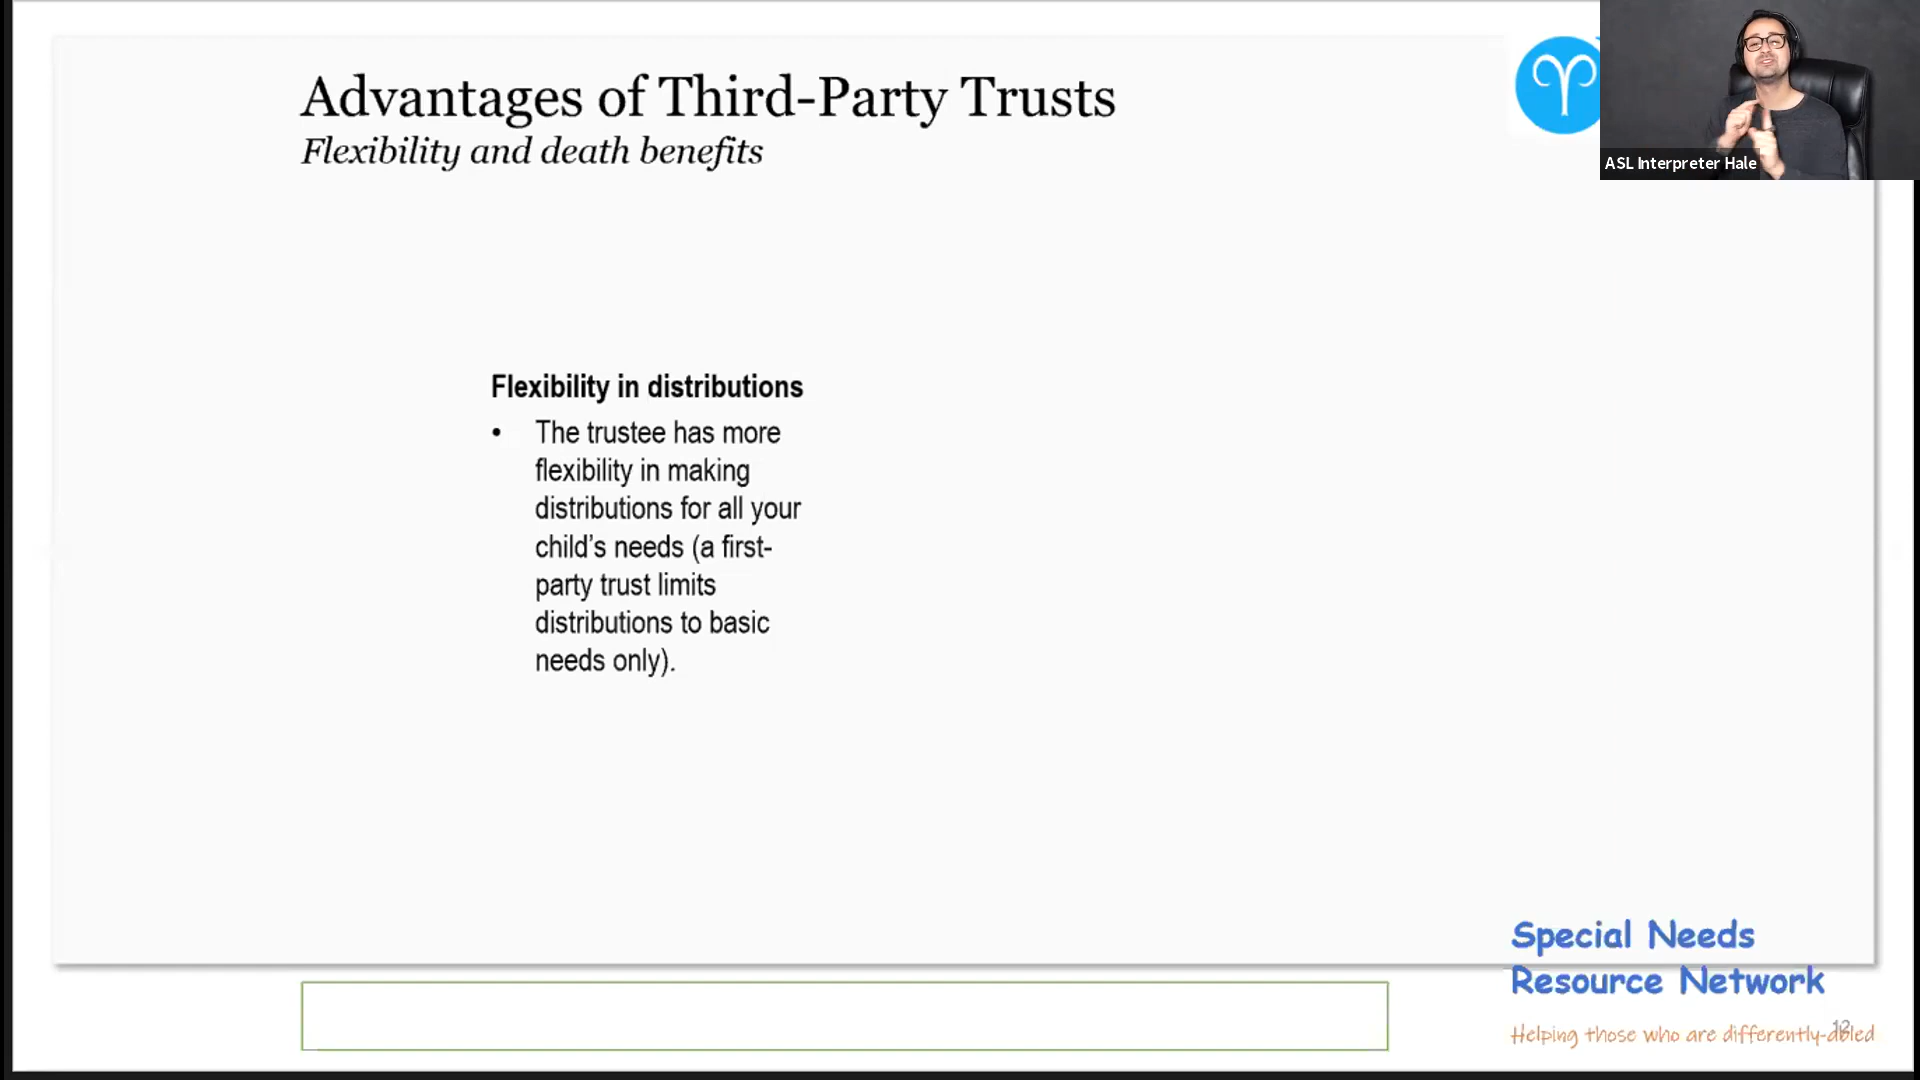 Advantages of Third-Party Trusts
Flexibility and death benefits
ASL Interpreter Hale
Flexibility in distributions
• The trustee has more
flexibility in making
distributions for all your
child's needs (a first-
party trust limits
distributions to basic
needs only).
Special Needs
Resource Network
Helping those who are differently-abled
12